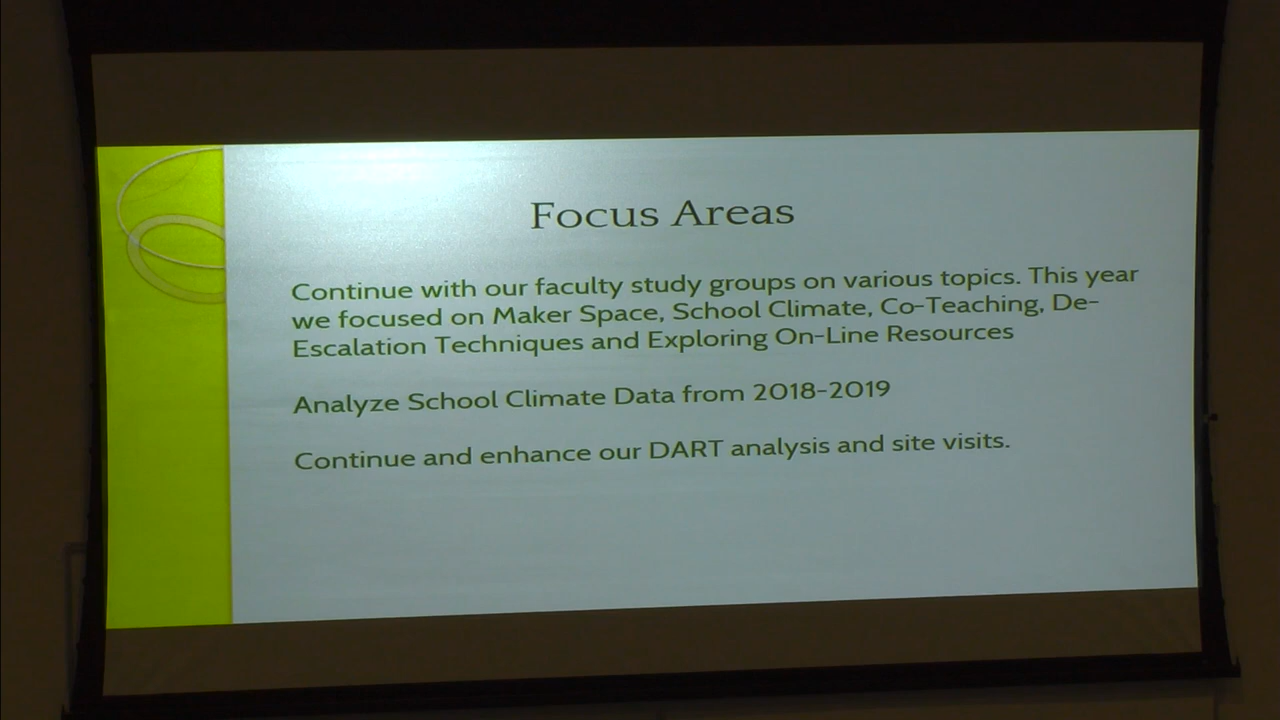 Focus Areas
Continue with our faculty study groups on various topics. This year
we focused on Maker Space, School Climate, Co-Teaching, De-
Escalation Techniques and Exploring On-Line Resources
Analyze School Climate Data from 2018-2019
Continue and enhance our DART analysis and site visits.